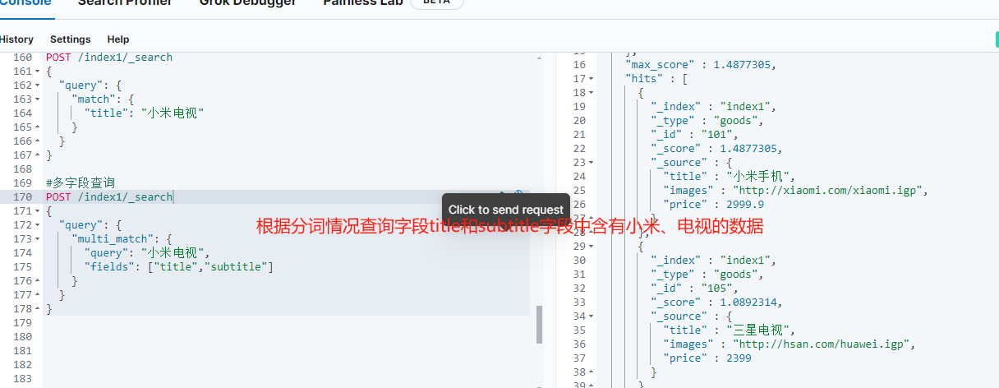 Console Search Profiler Grok Debugger Painless Lab BETA
History Settings Help
160 POST /index1/_search
161 {
162 "query": {
163 "match": {
164 "title": "小米电视"
165 }
166 }
167 }
168
169 #多字段查询
170 POST /index1/_search
171 {
172 "query": {
173 "multi_match": {
174 "query": "小米电视",
175 "fields": ["title","subtitle"]
176 }
177 }
178 }
179
180
181
182
183
Click to send request
根据分词情况查询字段title和subtitle字段中含有小米、电视的数据
15 },
16 "max_score" : 1.4877305,
17 "hits" : [
18 {
19 "_index" : "index1",
20 "_type" : "goods",
21 "_id" : "101",
22 "_score" : 1.4877305,
23 "_source" : {
24 "title" : "小米手机",
25 "images" : "http://xiaomi.com/xiaomi.igp",
26 "price" : 2999.9
27 }
28 },
29 {
30 "_index" : "index1",
31 "_type" : "goods",
32 "_id" : "105",
33 "_score" : 1.0892314,
34 "_source" : {
35 "title" : "三星电视",
36 "images" : "http://hsan.com/huawei.igp",
37 "price" : 2399
38 }
39 }